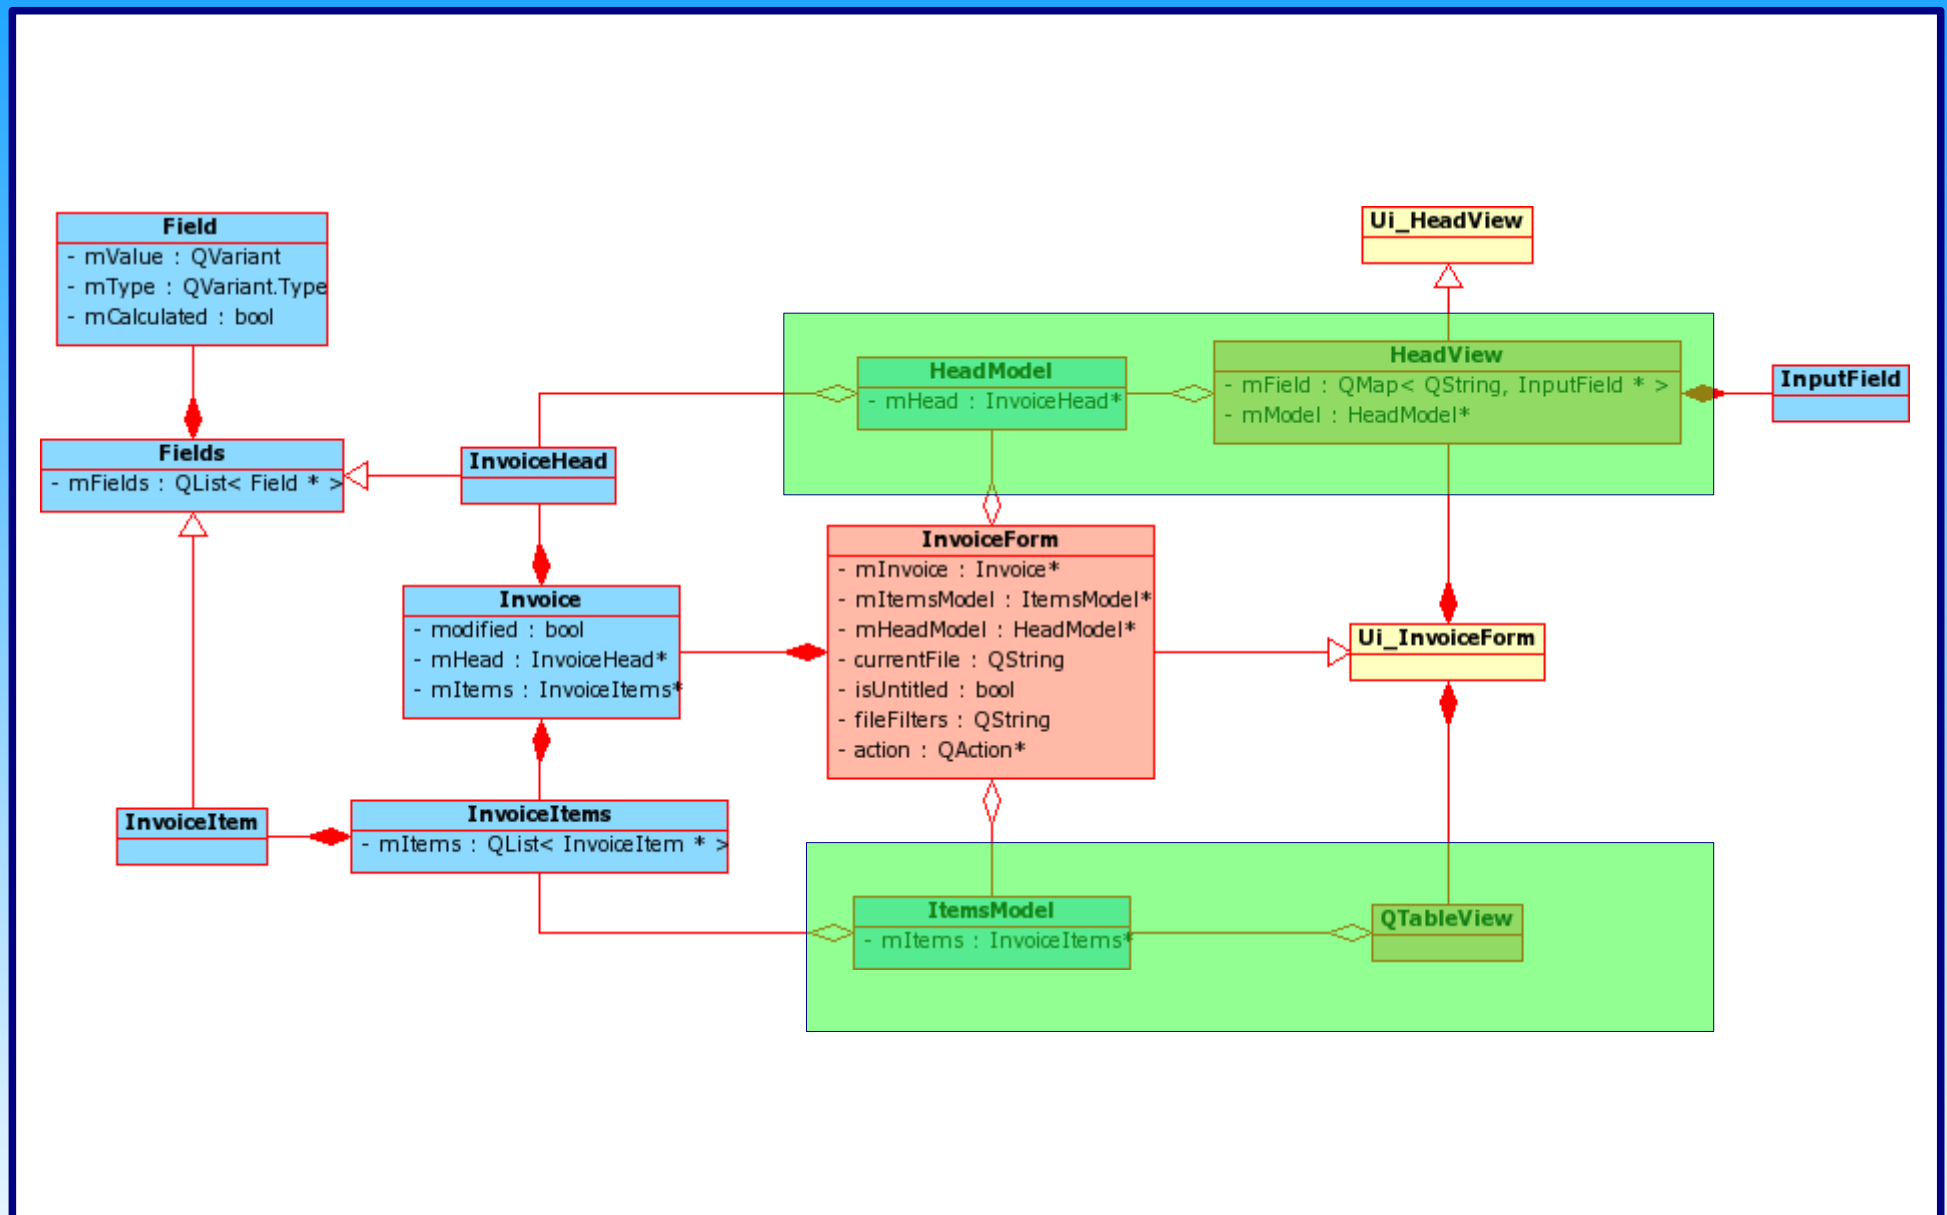 Field
- mValue : QVariant
- mType : QVariant.Type
- mCalculated : bool
Fields
- mFields : QList< Field * >
InvoiceHead
Invoice
- modified : bool
- mHead : InvoiceHead*
- mItems : InvoiceItems*
InvoiceItem
InvoiceItems
- mItems : QList< InvoiceItem * >
HeadModel
- mHead : InvoiceHead*
InvoiceForm
- mInvoice : Invoice*
- mItemsModel : ItemsModel*
- mHeadModel : HeadModel*
- currentFile : QString
- isUntitled : bool
- fileFilters : QString
- action : QAction*
ItemsModel
- mItems : InvoiceItems*
Ui_HeadView
HeadView
- mField : QMap< QString, InputField * >
- mModel : HeadModel*
InputField
Ui_InvoiceForm
QTableView